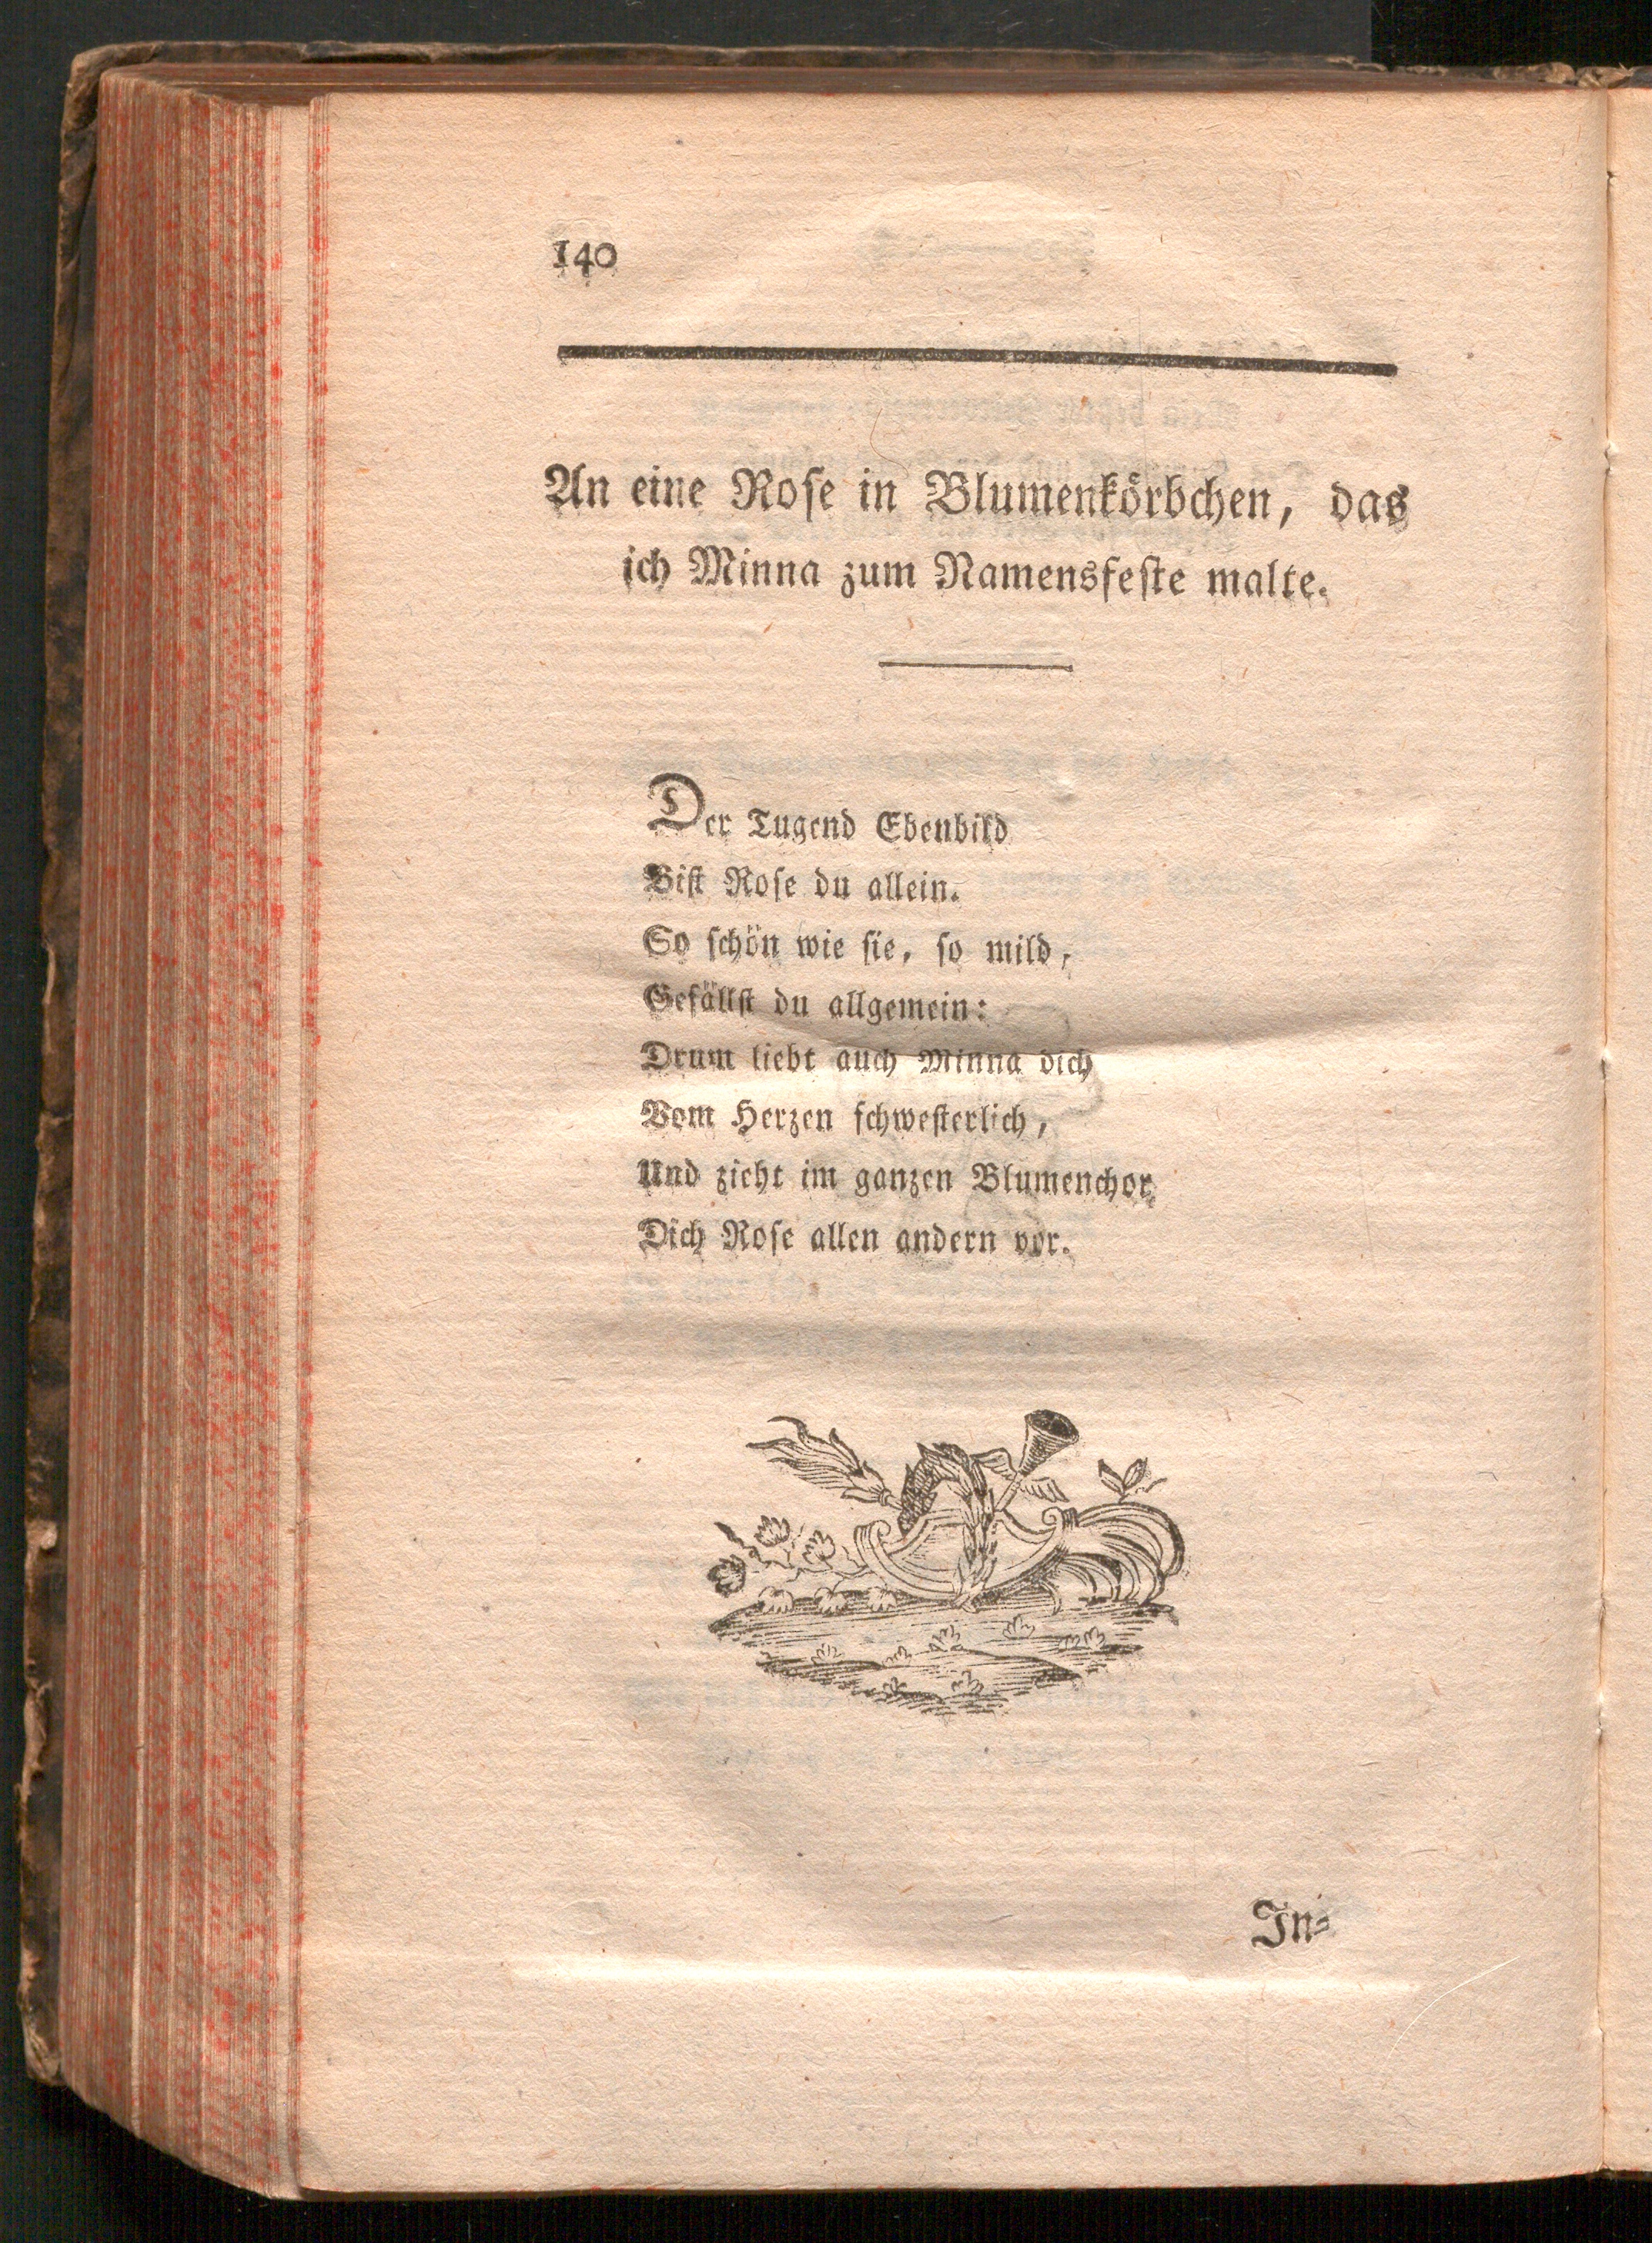 140
An eine Rose in Blumenkörbchen, das
ich Minna zum Namensfeste malte.
Der Tugend Ebenbild
Bist Rose du allein.
So schön wie sie, so mild,
Gefällst du allgemein:
Drum liebt auch Minna dich
Vom Herzen schwesterlich,
Und zieht im ganzen Blumenchor
Dich Rose allen andern vor.
In-